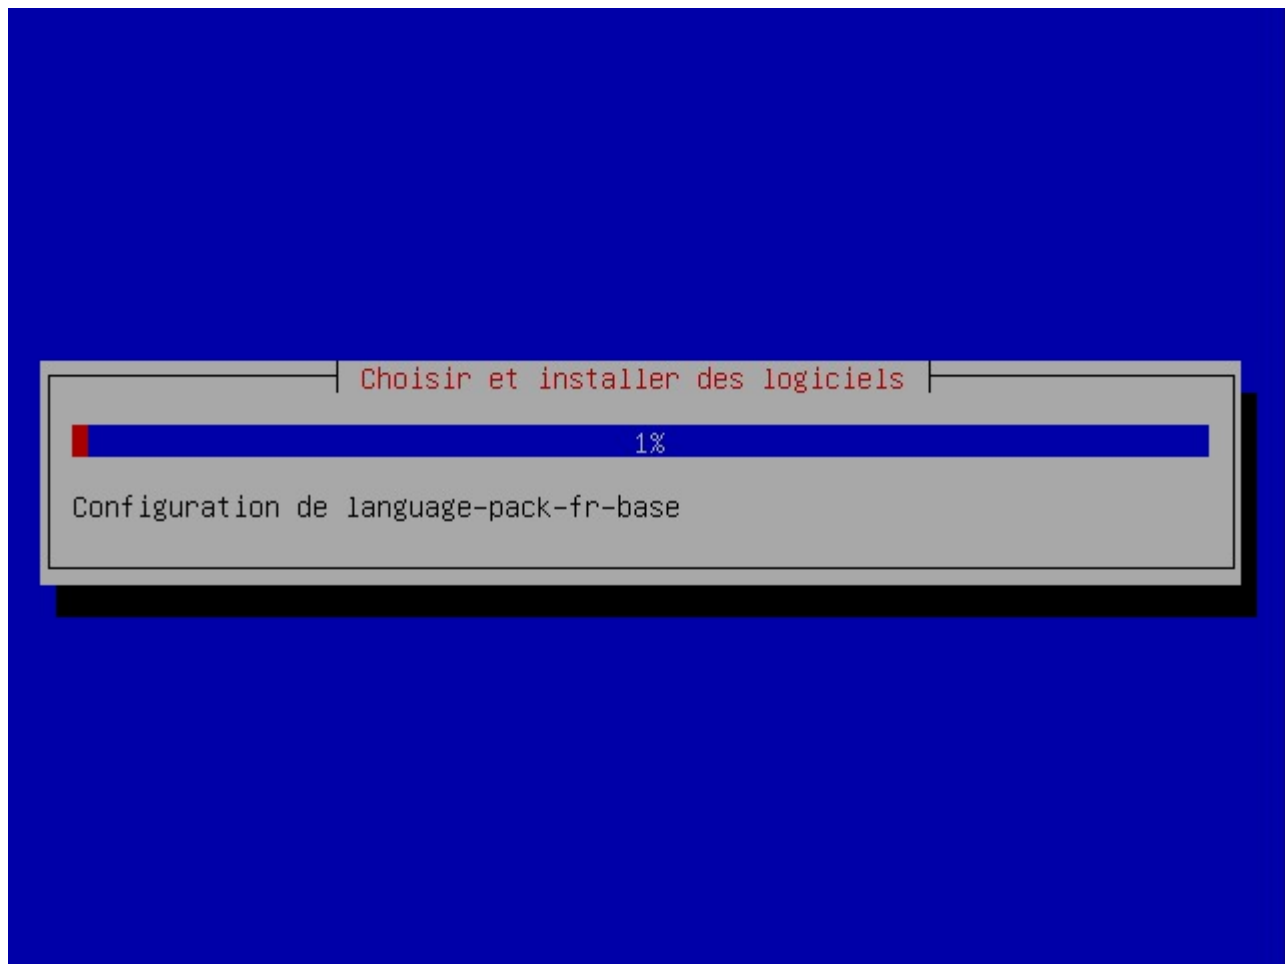 Choisir et installer des logiciels
1%
Configuration de language-pack-fr-base